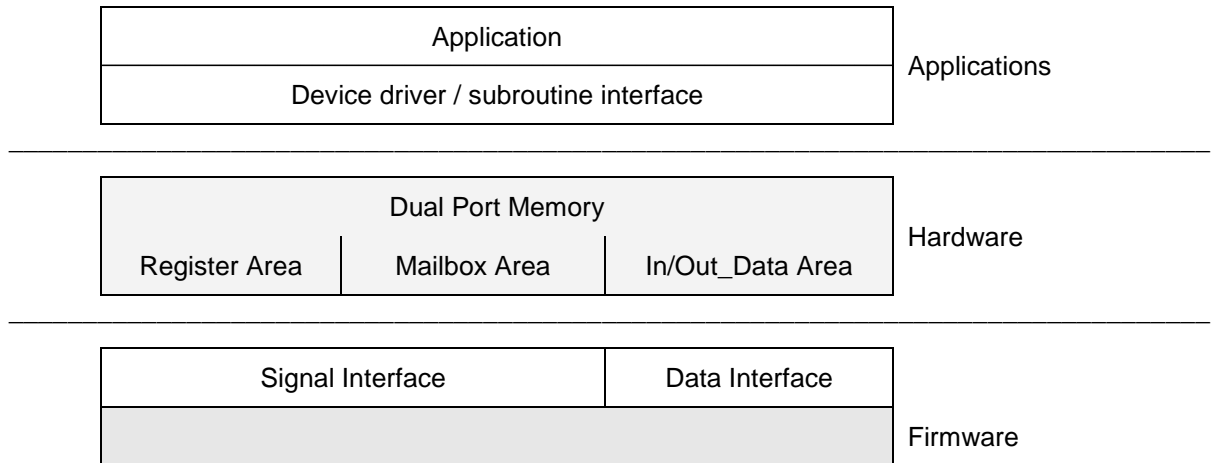 Application
Applications
Device driver / subroutine interface
Dual Port Memory
Hardware
Register Area Mailbox Area In/Out_Data Area
Signal Interface Data Interface
Firmware